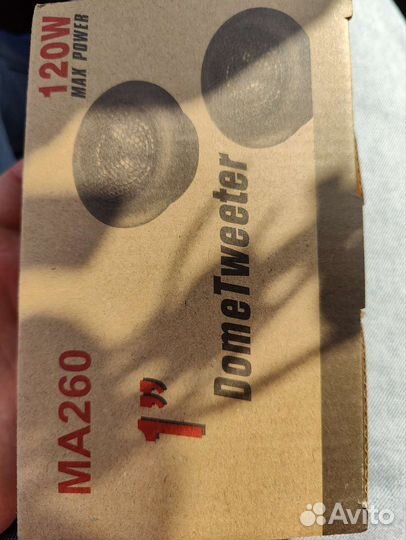 120W
MAX POWER
MA260
1"
DomeTweeter
Avito